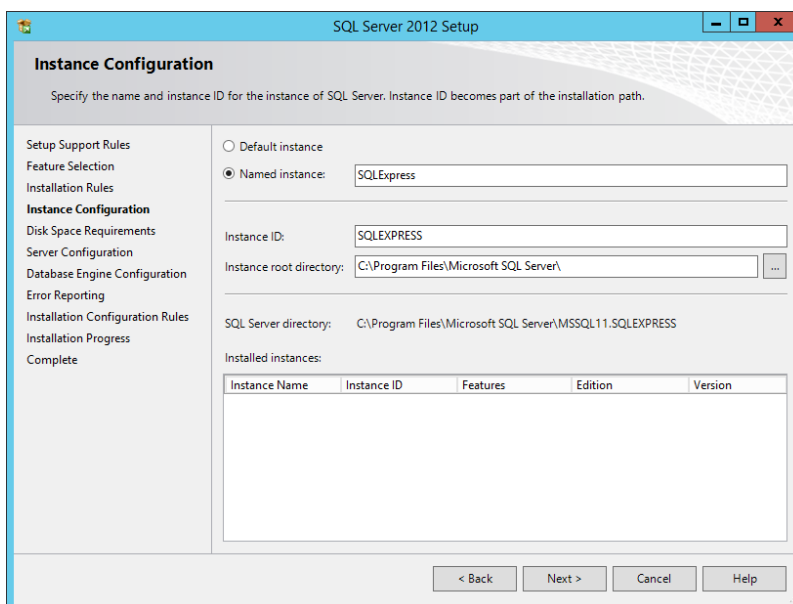 SQL Server 2012 Setup
Instance Configuration
Specify the name and instance ID for the instance of SQL Server. Instance ID becomes part of the installation path.
Setup Support Rules
Feature Selection
Installation Rules
Instance Configuration
Disk Space Requirements
Server Configuration
Database Engine Configuration
Error Reporting
Installation Configuration Rules
Installation Progress
Complete
Default instance
Named instance: SQLExpress
Instance ID: SQLEXPRESS
Instance root directory: C:\Program Files\Microsoft SQL Server\ ...
SQL Server directory: C:\Program Files\Microsoft SQL Server\MSSQL11.SQLEXPRESS
Installed instances:
Instance Name Instance ID Features Edition Version
< Back Next > Cancel Help